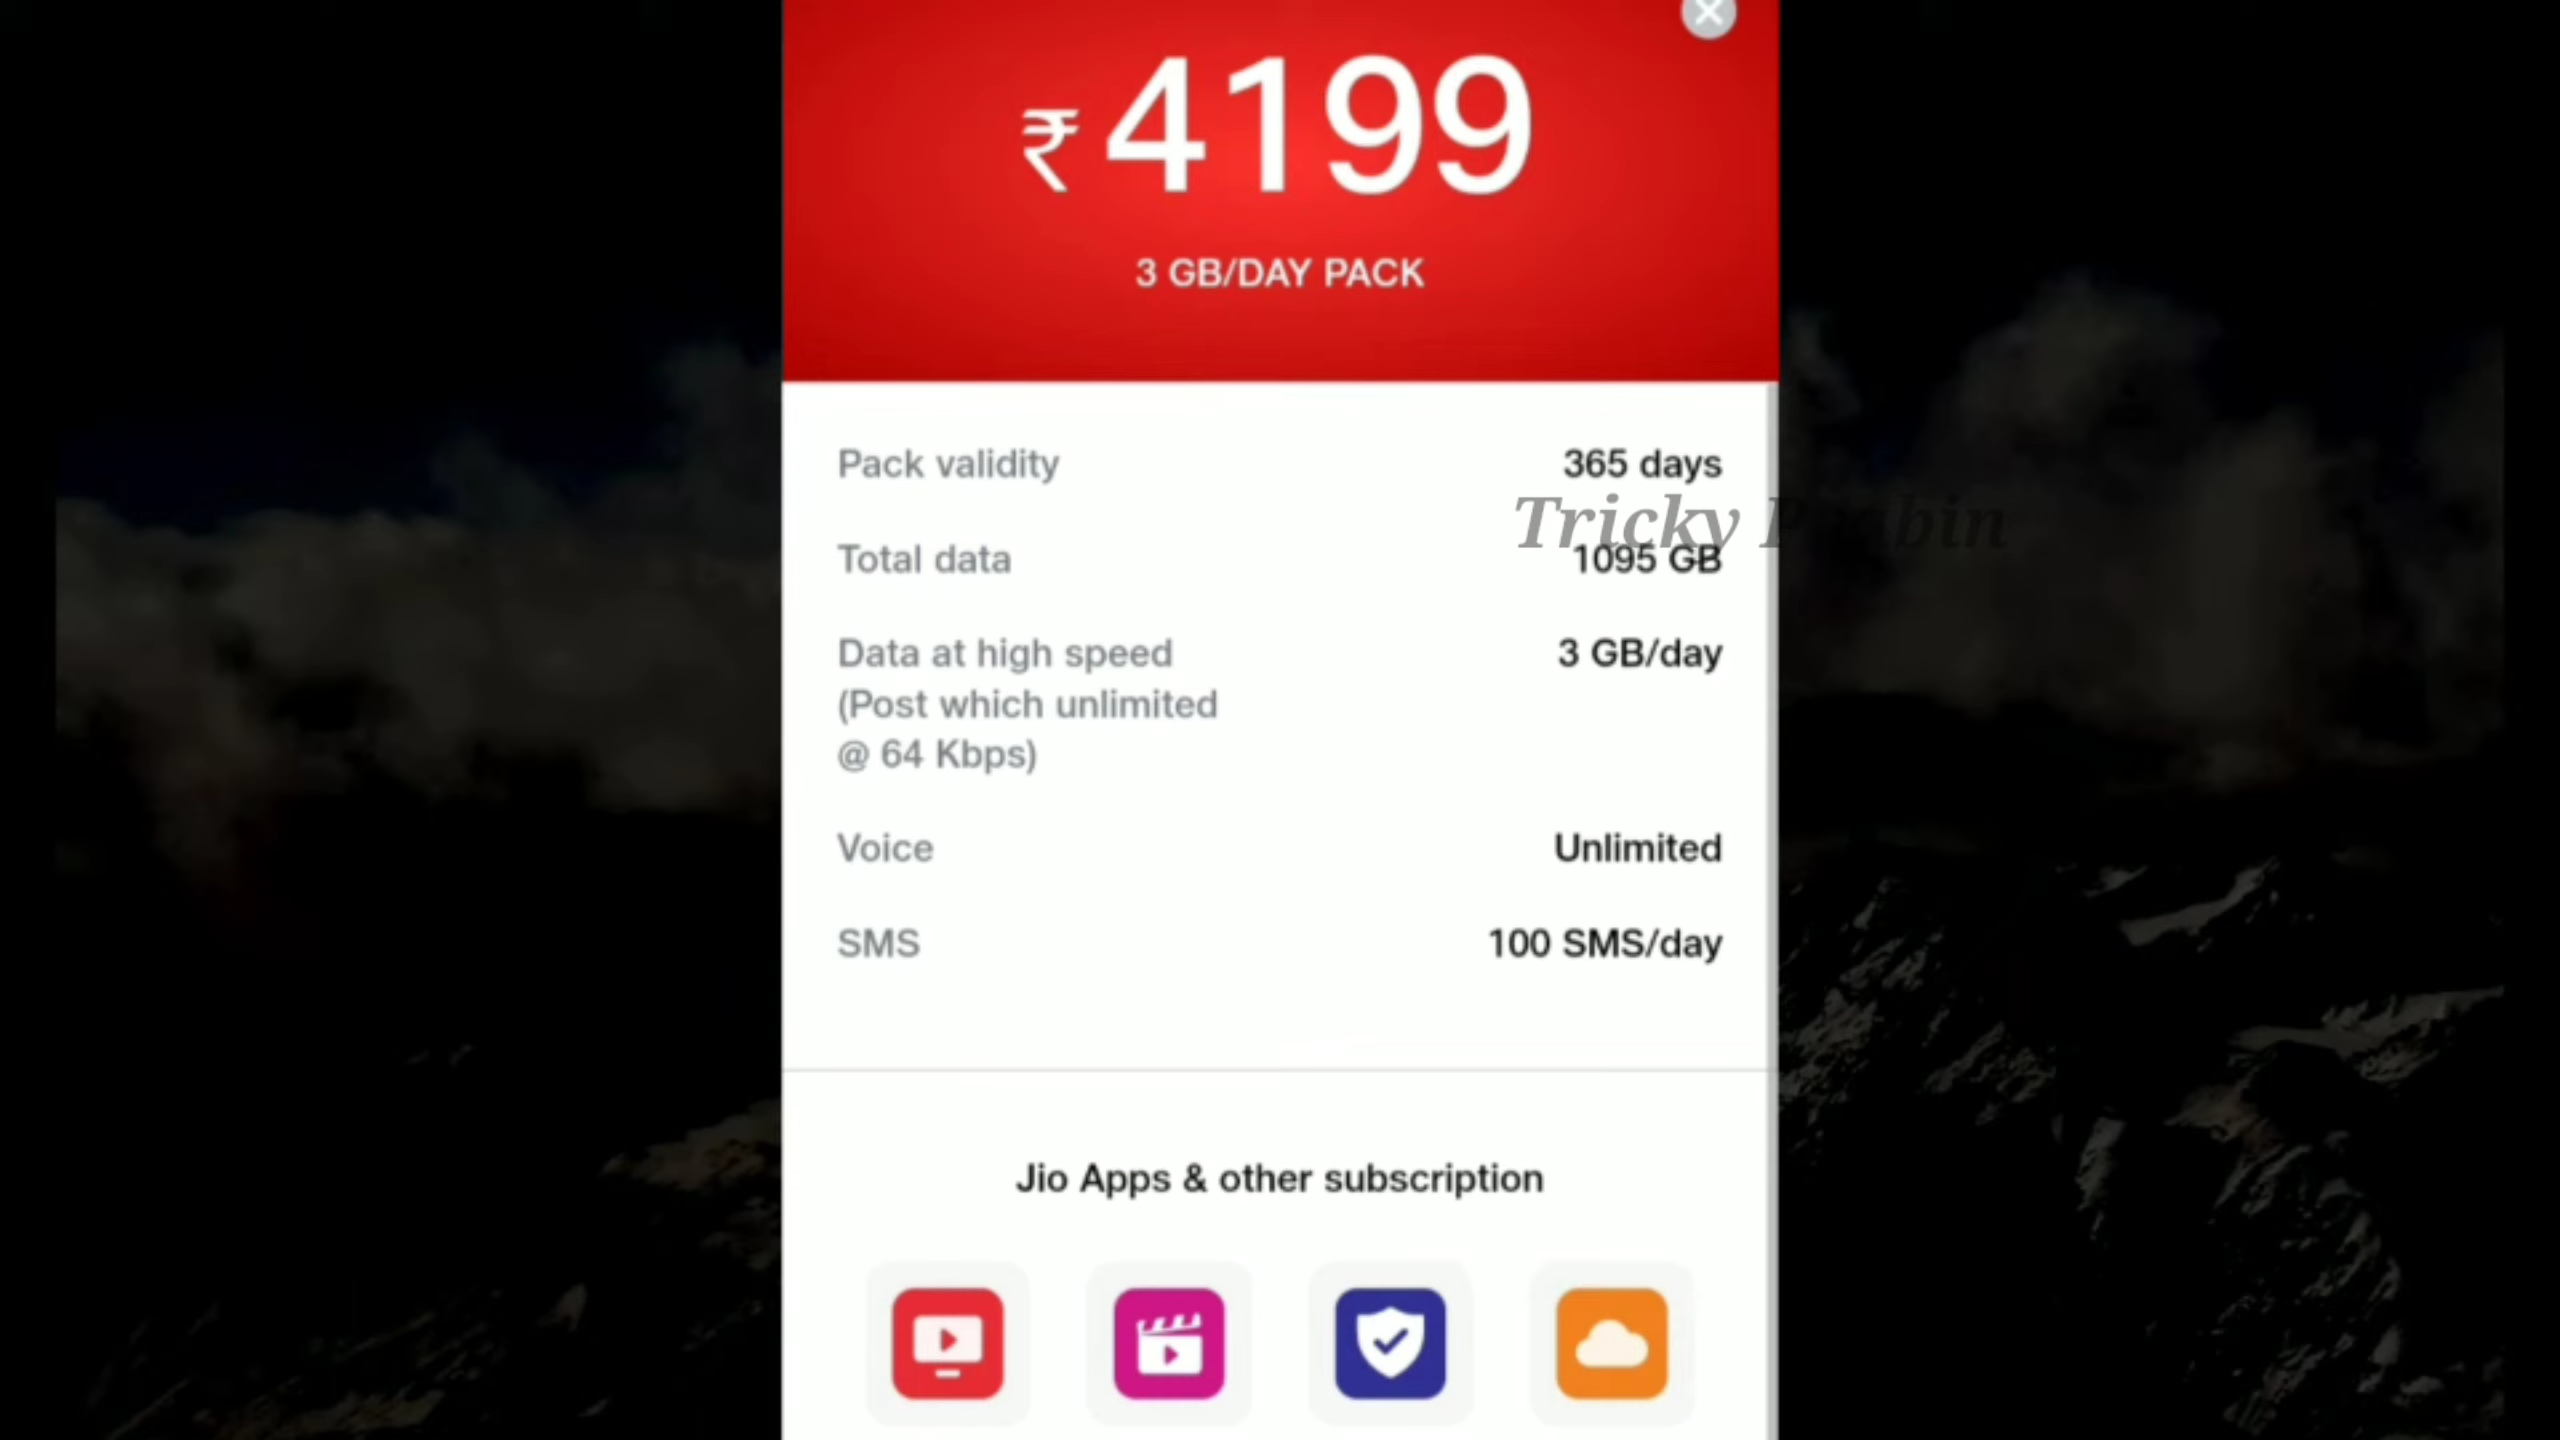 ₹4199
3 GB/DAY PACK
Pack validity 365 days
Tricky
Total data 1095 GB
Data at high speed 3 GB/day
(Post which unlimited
@ 64 Kbps)
Voice Unlimited
SMS 100 SMS/day
Jio Apps & other subscription